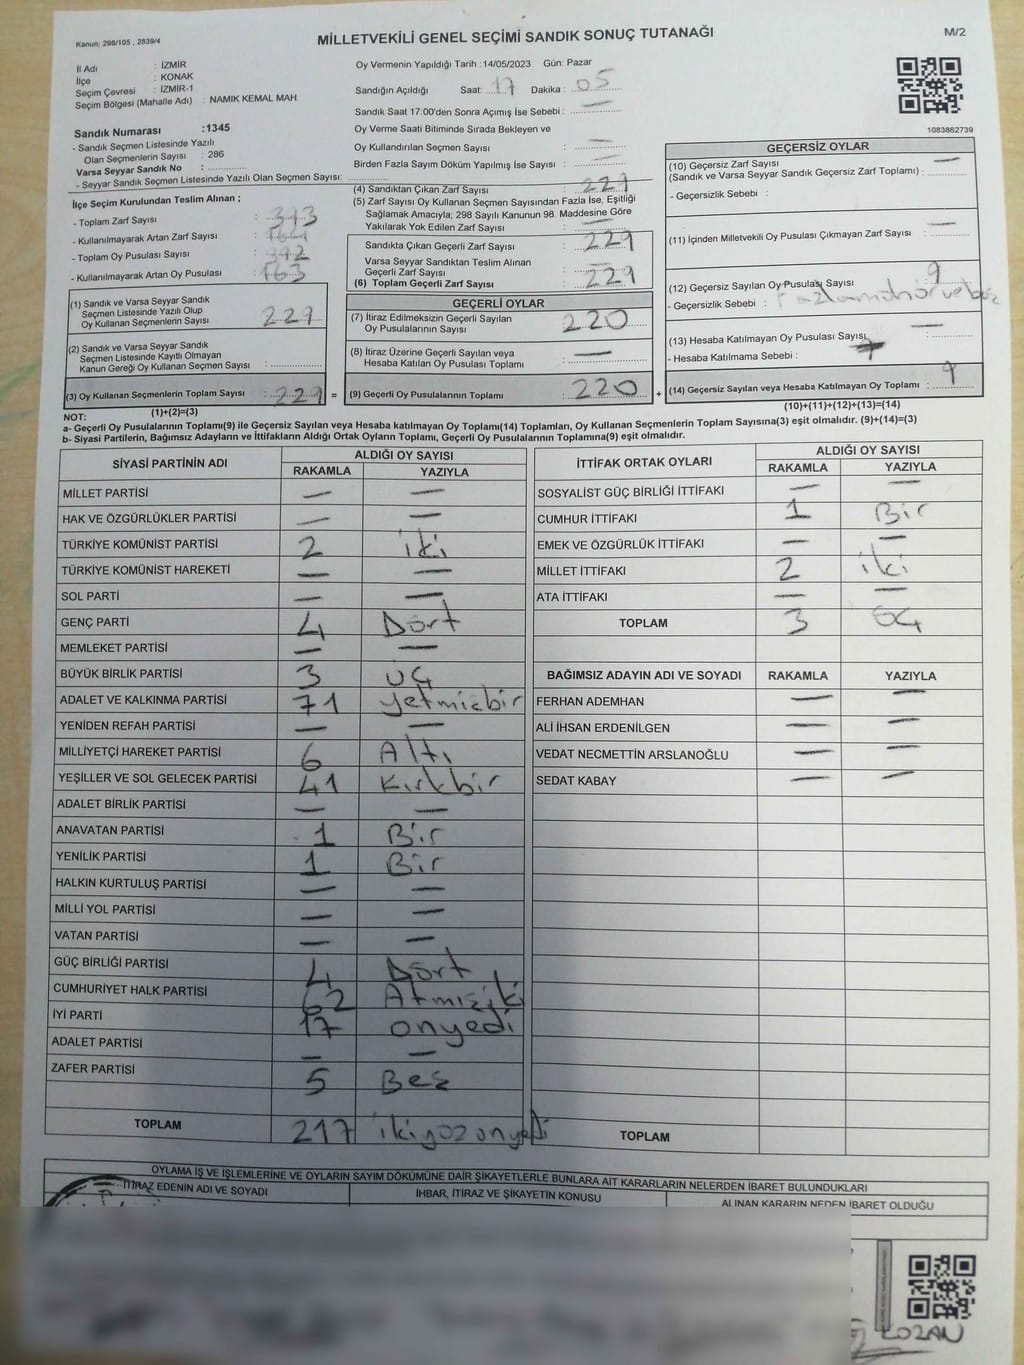 Kanun; 298/105 , 2839/4
MİLLETVEKİLİ GENEL SEÇİMİ SANDIK SONUÇ TUTANAĞI
M/2
İl Adı : İZMİR
İlçe : KONAK
Seçim Çevresi : İZMİR-1
Seçim Bölgesi (Mahalle Adı) : NAMIK KEMAL MAH
Sandık Numarası :1345
- Sandık Seçmen Listesinde Yazılı
Olan Seçmenlerin Sayısı : 286
Varsa Seyyar Sandık No :
- Seyyar Sandık Seçmen Listesinde Yazılı Olan Seçmen Sayısı:
İlçe Seçim Kurulundan Teslim Alınan ;
- Toplam Zarf Sayısı :
- Kullanılmayarak Artan Zarf Sayısı :
- Toplam Oy Pusulası Sayısı :
- Kullanılmayarak Artan Oy Pusulası : 163
(1) Sandık ve Varsa Seyyar Sandık
Seçmen Listesinde Yazılı Olup
Oy Kullanan Seçmenlerin Sayısı : 229
(2) Sandık ve Varsa Seyyar Sandık
Seçmen Listesinde Kayıtlı Olmayan
Kanun Gereği Oy Kullanan Seçmen Sayısı :
(3) Oy Kullanan Seçmenlerin Toplam Sayısı : 229 =
Oy Vermenin Yapıldığı Tarih :14/05/2023 Gün: Pazar
Sandığın Açıldığı Saat: 17 Dakika : 05
Sandık Saat 17:00'den Sonra Açımış İse Sebebi : —
Oy Verme Saati Bitiminde Sırada Bekleyen ve
Oy Kullandırılan Seçmen Sayısı : —
Birden Fazla Sayım Döküm Yapılmış İse Sayısı : —
(4) Sandıktan Çıkan Zarf Sayısı : 229
(5) Zarf Sayısı Oy Kullanan Seçmen Sayısından Fazla İse, Eşitliği
Sağlamak Amacıyla; 298 Sayılı Kanunun 98. Maddesine Göre
Yakılarak Yok Edilen Zarf Sayısı : —
Sandıkta Çıkan Geçerli Zarf Sayısı : 229
Varsa Seyyar Sandıktan Teslim Alınan
Geçerli Zarf Sayısı : —
(6) Toplam Geçerli Zarf Sayısı : 229
GEÇERLİ OYLAR
(7) İtiraz Edilmeksizin Geçerli Sayılan
Oy Pusulalarının Sayısı : 220
(8) İtiraz Üzerine Geçerli Sayılan veya
Hesaba Katılan Oy Pusulası Toplamı : —
(9) Geçerli Oy Pusulalarının Toplamı : 220 +
1083862739
GEÇERSİZ OYLAR
(10) Geçersiz Zarf Sayısı —
(Sandık ve Varsa Seyyar Sandık Geçersiz Zarf Toplamı) :
- Geçersizlik Sebebi :
(11) İçinden Milletvekili Oy Pusulası Çıkmayan Zarf Sayısı : —
(12) Geçersiz Sayılan Oy Pusulası Sayısı : 9
- Geçersizlik Sebebi :
(13) Hesaba Katılmayan Oy Pusulası Sayısı : —
- Hesaba Katılmama Sebebi :
(14) Geçersiz Sayılan veya Hesaba Katılmayan Oy Toplamı : 9
NOT: (1)+(2)=(3) (10)+(11)+(12)+(13)=(14)
a- Geçerli Oy Pusulalarının Toplamı(9) ile Geçersiz Sayılan veya Hesaba katılmayan Oy Toplamı(14) Toplamları, Oy Kullanan Seçmenlerin Toplam Sayısına(3) eşit olmalıdır. (9)+(14)=(3)
b- Siyasi Partilerin, Bağımsız Adayların ve İttifakların Aldığı Ortak Oyların Toplamı, Geçerli Oy Pusulalarının Toplamına(9) eşit olmalıdır.
SİYASİ PARTİNİN ADI ALDIĞI OY SAYISI
RAKAMLA YAZIYLA
MİLLET PARTİSİ — —
HAK VE ÖZGÜRLÜKLER PARTİSİ — —
TÜRKİYE KOMÜNİST PARTİSİ 2 iki
TÜRKİYE KOMÜNİST HAREKETİ — —
SOL PARTİ — —
GENÇ PARTİ 4 Dört
MEMLEKET PARTİSİ — —
BÜYÜK BİRLİK PARTİSİ 3 üç
ADALET VE KALKINMA PARTİSİ 71 yetmişbir
YENİDEN REFAH PARTİSİ — —
MİLLİYETÇİ HAREKET PARTİSİ 6 Altı
YEŞİLLER VE SOL GELECEK PARTİSİ 41 Kırkbir
ADALET BİRLİK PARTİSİ — —
ANAVATAN PARTİSİ 1 Bir
YENİLİK PARTİSİ 1 Bir
HALKIN KURTULUŞ PARTİSİ — —
MİLLİ YOL PARTİSİ — —
VATAN PARTİSİ — —
GÜÇ BİRLİĞİ PARTİSİ 4 Dört
CUMHURİYET HALK PARTİSİ 62 Atmışiki
İYİ PARTİ 17 onyedi
ADALET PARTİSİ — —
ZAFER PARTİSİ 5 Beş
TOPLAM 217 ikiyüzonyedi
İTTİFAK ORTAK OYLARI ALDIĞI OY SAYISI
RAKAMLA YAZIYLA
SOSYALİST GÜÇ BİRLİĞİ İTTİFAKI — —
CUMHUR İTTİFAKI 1 Bir
EMEK VE ÖZGÜRLÜK İTTİFAKI — —
MİLLET İTTİFAKI 2 iki
ATA İTTİFAKI — —
TOPLAM 3 üç
BAĞIMSIZ ADAYIN ADI VE SOYADI RAKAMLA YAZIYLA
FERHAN ADEMHAN — —
ALİ İHSAN ERDENİLGEN — —
VEDAT NECMETTİN ARSLANOĞLU — —
SEDAT KABAY — —
TOPLAM
OYLAMA İŞ VE İŞLEMLERİNE VE OYLARIN SAYIM DÖKÜMÜNE DAİR ŞİKAYETLERLE BUNLARA AİT KARARLARIN NELERDEN İBARET BULUNDUKLARI
İTİRAZ EDENİN ADI VE SOYADI İHBAR, İTİRAZ VE ŞİKAYETİN KONUSU ALINAN KARARIN NEDEN İBARET OLDUĞU
LOZAN